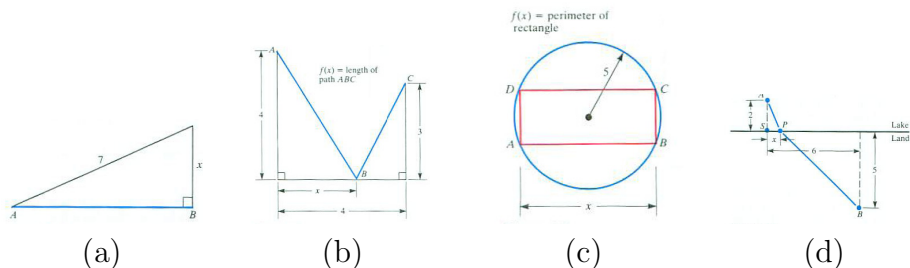 7
x
A
B
(a)
A
f(x) = length of
path ABC
C
4
3
B
x
4
(b)
f(x) = perimeter of
rectangle
5
D
C
A
B
x
(c)
A
2
S
P
Lake
Land
x
6
5
B
(d)